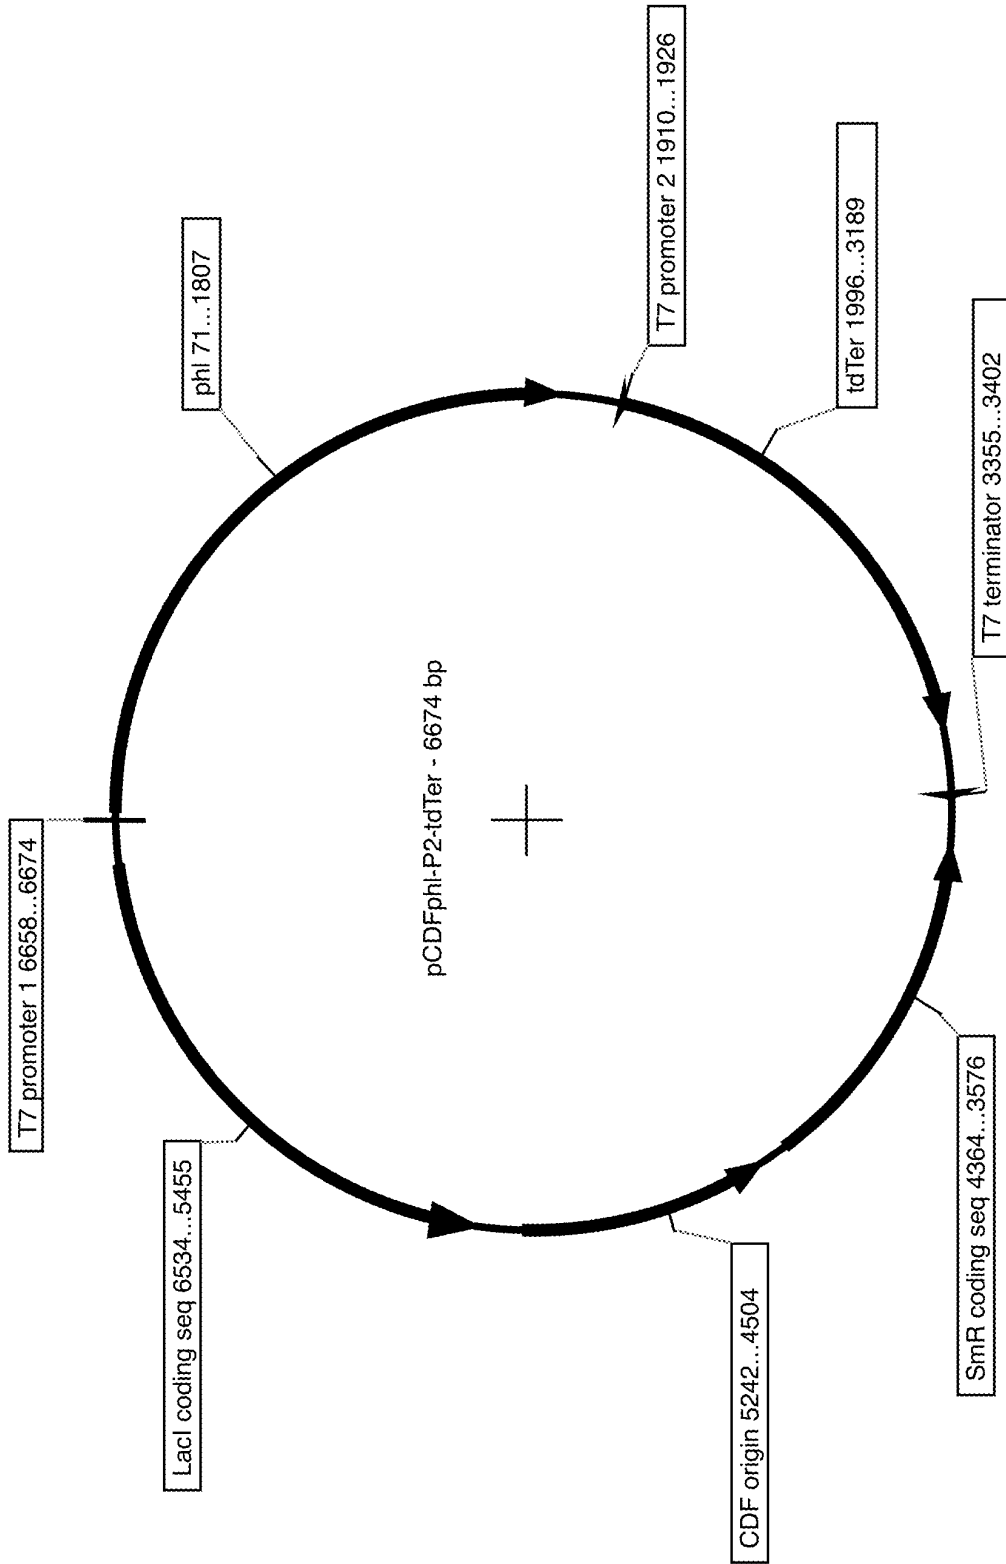 T7 promoter 1 6658...6674
phl 71...1807
T7 promoter 2 1910...1926
tdTer 1996...3189
T7 terminator 3355...3402
SmR coding seq 4364...3576
CDF origin 5242...4504
LacI coding seq 6534...5455
pCDFphl-P2-tdTer - 6674 bp